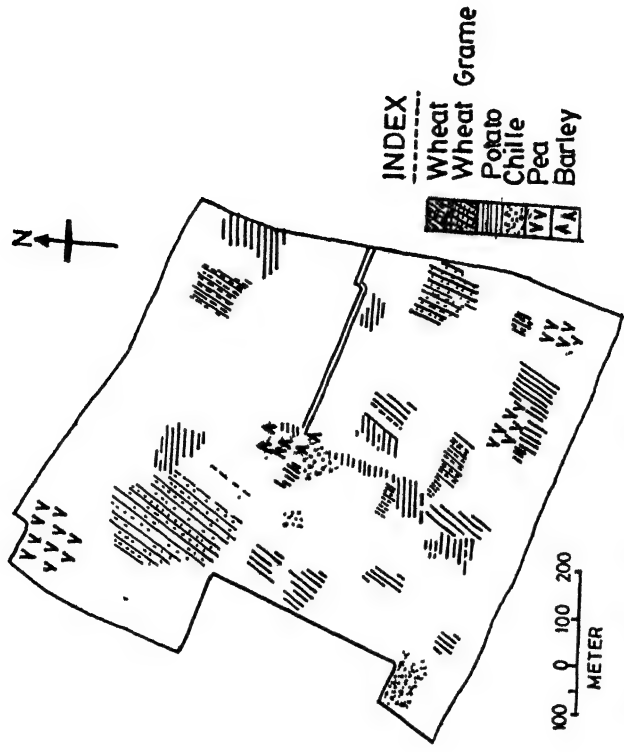 N
INDEX
Wheat
Wheat Grame
Potato
Chille
Pea
Barley
100 0 100 200
METER